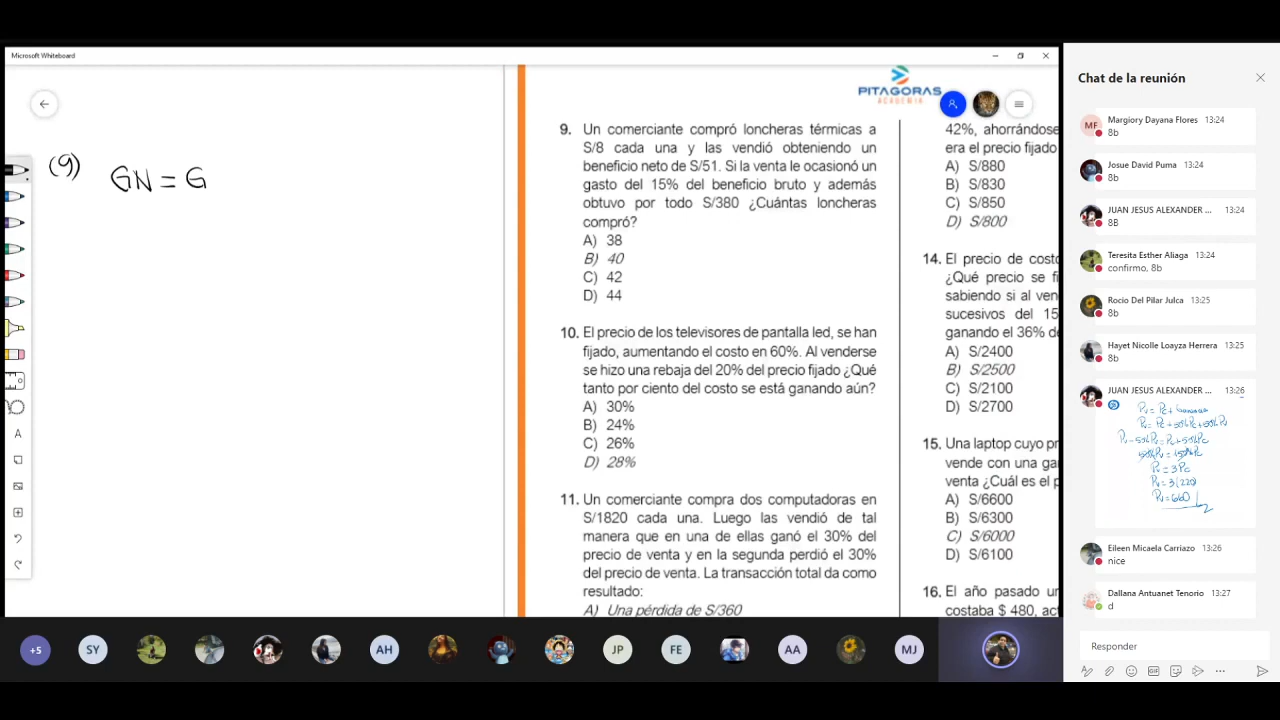 Microsoft Whiteboard
(9) GN = G
PITAGORAS
ACADEMIA
9. Un comerciante compró loncheras térmicas a
S/8 cada una y las vendió obteniendo un
beneficio neto de S/51. Si la venta le ocasionó un
gasto del 15% del beneficio bruto y además
obtuvo por todo S/380 ¿Cuántas loncheras
compró?
A) 38
B) 40
C) 42
D) 44
10. El precio de los televisores de pantalla led, se han
fijado, aumentando el costo en 60%. Al venderse
se hizo una rebaja del 20% del precio fijado ¿Qué
tanto por ciento del costo se está ganando aún?
A) 30%
B) 24%
C) 26%
D) 28%
11. Un comerciante compra dos computadoras en
S/1820 cada una. Luego las vendió de tal
manera que en una de ellas ganó el 30% del
precio de venta y en la segunda perdió el 30%
del precio de venta. La transacción total da como
resultado:
A) Una pérdida de S/360
42%, ahorrándose
era el precio fijado
A) S/880
B) S/830
C) S/850
D) S/800
14. El precio de costo
¿Qué precio se fi
sabiendo si al ven
sucesivos del 15
ganando el 36% de
A) S/2400
B) S/2500
C) S/2100
D) S/2700
15. Una laptop cuyo pr
vende con una ga
venta ¿Cuál es el p
A) S/6600
B) S/6300
C) S/6000
D) S/6100
16. El año pasado un
costaba $ 480, act
Chat de la reunión
MF Margiory Dayana Flores 13:24
8b
Josue David Puma 13:24
8b
JUAN JESUS ALEXANDER ... 13:24
8B
Teresita Esther Aliaga 13:24
confirmo, 8b
Rocio Del Pilar Julca 13:25
8b
Hayet Nicolle Loayza Herrera 13:25
8b
JUAN JESUS ALEXANDER ... 13:26
Pv = 3Pc
Pv = 3(220)
Pv = 660
Eileen Micaela Carriazo 13:26
nice
Dallana Antuanet Tenorio 13:27
d
Responder
+5 SY AH JP FE AA MJ